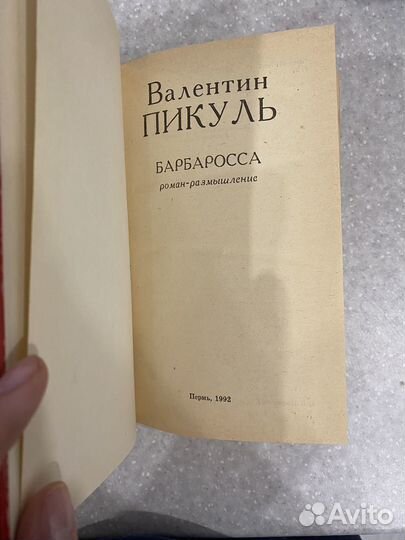 Валентин
ПИКУЛЬ
БАРБАРОССА
роман-размышление
Пермь, 1992
Avito